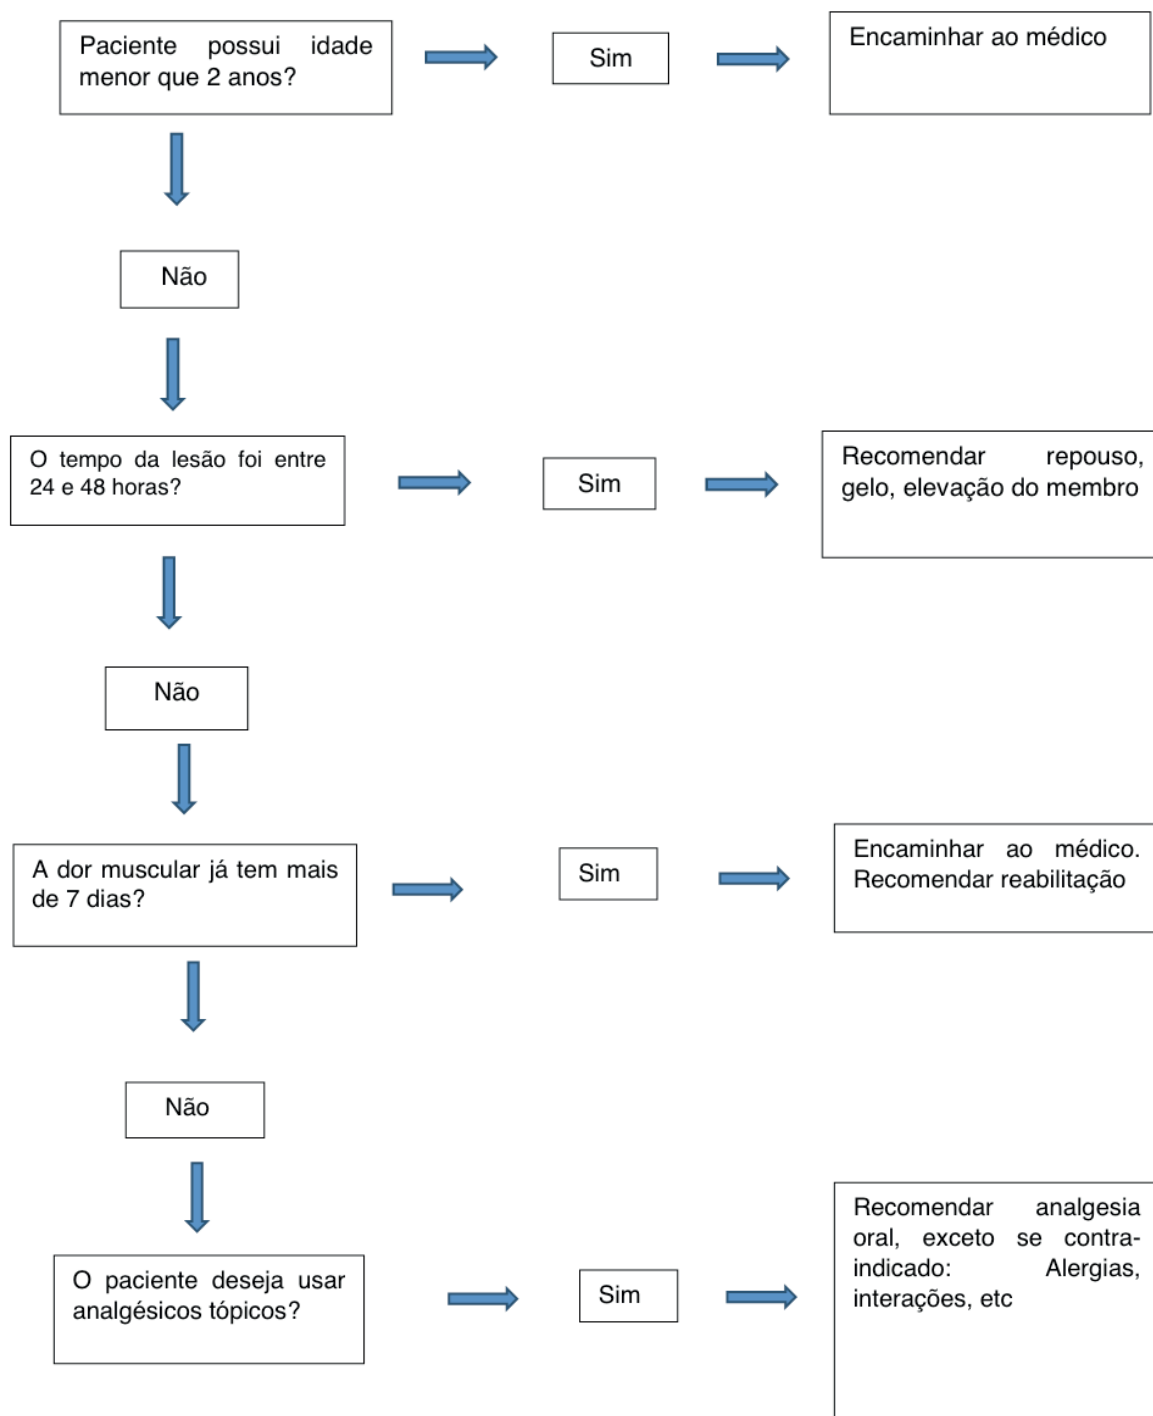 Paciente possui idade
menor que 2 anos?
Sim
Encaminhar ao médico
Não
O tempo da lesão foi entre
24 e 48 horas?
Sim
Recomendar repouso,
gelo, elevação do membro
Não
A dor muscular já tem mais
de 7 dias?
Sim
Encaminhar ao médico.
Recomendar reabilitação
Não
O paciente deseja usar
analgésicos tópicos?
Sim
Recomendar analgesia
oral, exceto se contra-
indicado: Alergias,
interações, etc